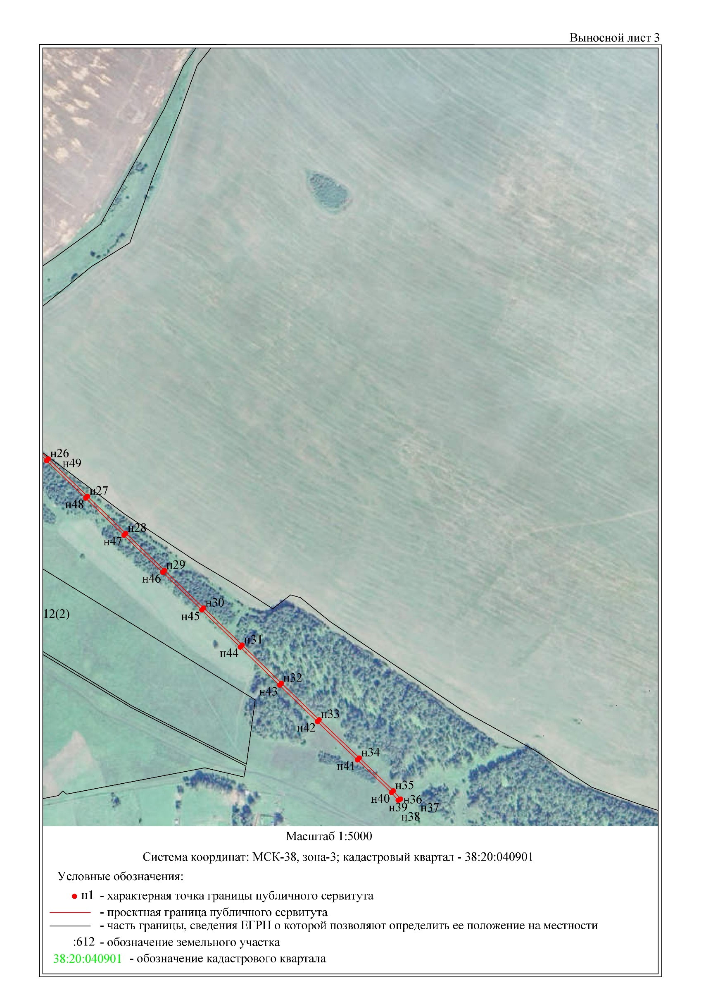 Выносной лист 3
н26
н49
н27
н48
н28
н47
н29
н46
н30
12(2)
н45
н31
н44
н32
н43
н33
н42
н34
н41
н35
н40 н36
н39 н37
н38
Масштаб 1:5000
Система координат: МСК-38, зона-3; кадастровый квартал - 38:20:040901
Условные обозначения:
н1 - характерная точка границы публичного сервитута
- проектная граница публичного сервитута
- часть границы, сведения ЕГРН о которой позволяют определить ее положение на местности
:612 - обозначение земельного участка
38:20:040901 - обозначение кадастрового квартала